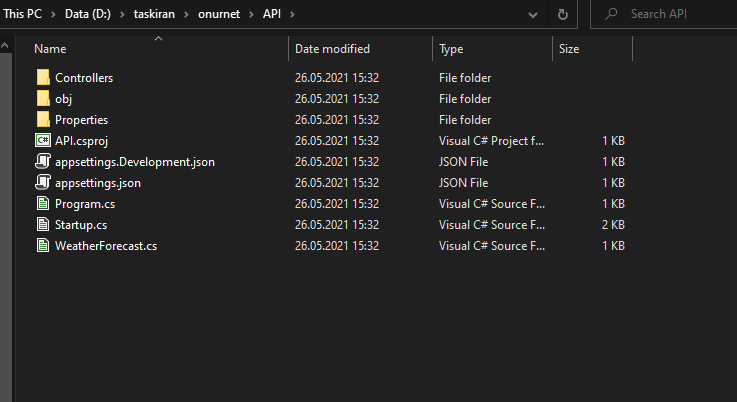 This PC > Data (D:) > taskiran > onurnet > API >
Search API
Name Date modified Type Size
Controllers 26.05.2021 15:32 File folder
obj 26.05.2021 15:32 File folder
Properties 26.05.2021 15:32 File folder
C# API.csproj 26.05.2021 15:32 Visual C# Project f... 1 KB
appsettings.Development.json 26.05.2021 15:32 JSON File 1 KB
appsettings.json 26.05.2021 15:32 JSON File 1 KB
Program.cs 26.05.2021 15:32 Visual C# Source F... 1 KB
Startup.cs 26.05.2021 15:32 Visual C# Source F... 2 KB
WeatherForecast.cs 26.05.2021 15:32 Visual C# Source F... 1 KB